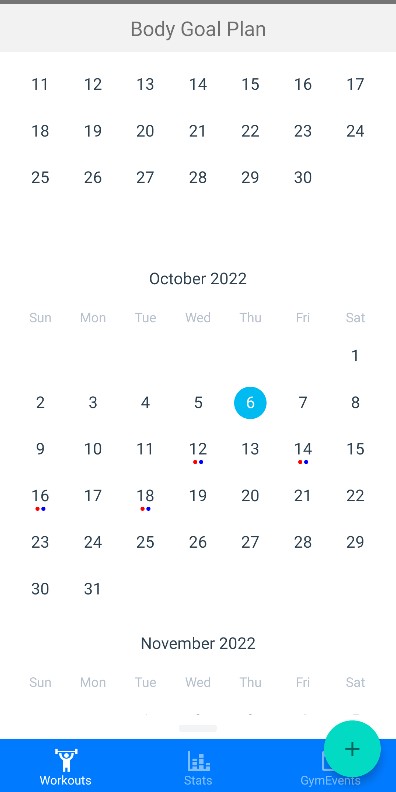 Body Goal Plan
11 12 13 14 15 16 17
18 19 20 21 22 23 24
25 26 27 28 29 30
October 2022
Sun Mon Tue Wed Thu Fri Sat
1
2 3 4 5 6 7 8
9 10 11 12 13 14 15
16 17 18 19 20 21 22
23 24 25 26 27 28 29
30 31
November 2022
Sun Mon Tue Wed Thu Fri Sat
+
Workouts Stats GymEvents